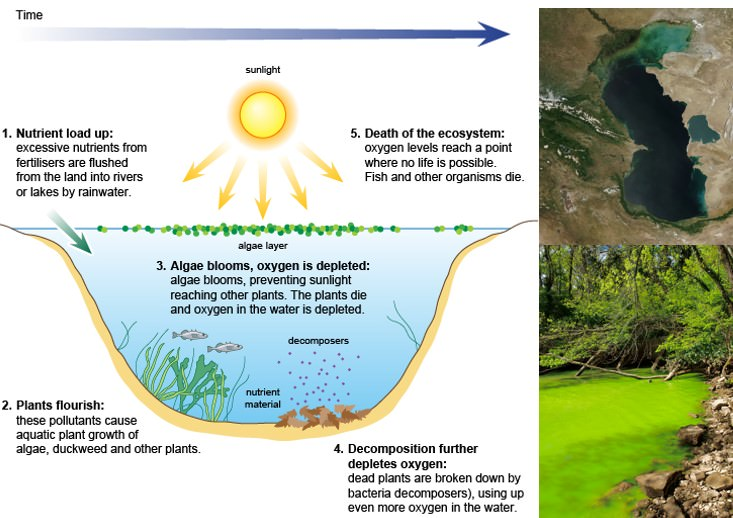 Time
sunlight
1. Nutrient load up:
excessive nutrients from
fertilisers are flushed
from the land into rivers
or lakes by rainwater.
5. Death of the ecosystem:
oxygen levels reach a point
where no life is possible.
Fish and other organisms die.
algae layer
3. Algae blooms, oxygen is depleted:
algae blooms, preventing sunlight
reaching other plants. The plants die
and oxygen in the water is depleted.
decomposers
nutrient
material
2. Plants flourish:
these pollutants cause
aquatic plant growth of
algae, duckweed and other plants.
4. Decomposition further
depletes oxygen:
dead plants are broken down by
bacteria decomposers), using up
even more oxygen in the water.